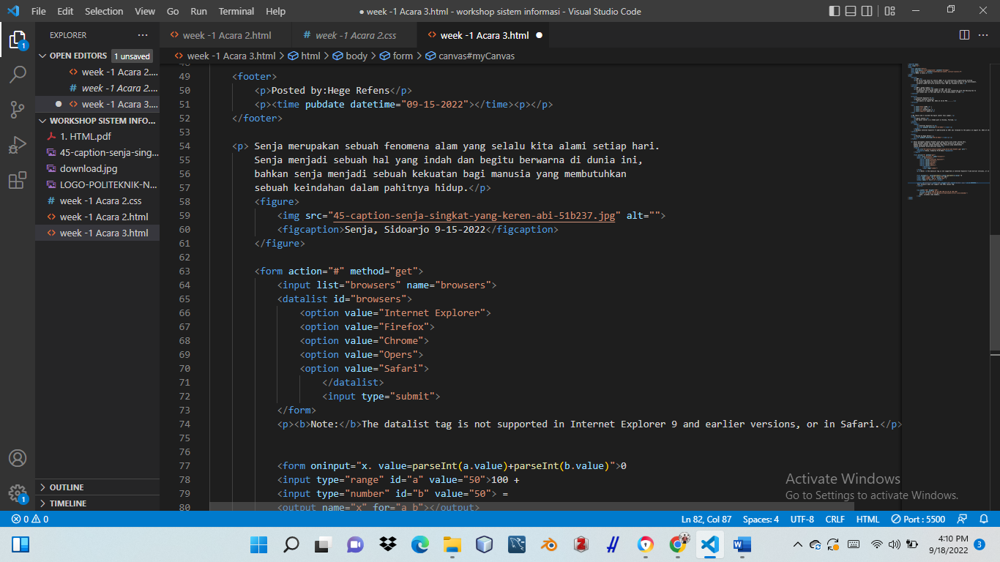 File Edit Selection View Go Run Terminal Help
● week -1 Acara 3.html - workshop sistem informasi - Visual Studio Code
EXPLORER
OPEN EDITORS 1 unsaved
week -1 Acara 2....
week -1 Acara 2....
week -1 Acara 3....
WORKSHOP SISTEM INFO...
1. HTML.pdf
45-caption-senja-sing...
download.jpg
LOGO-POLITEKNIK-N...
week -1 Acara 2.css
week -1 Acara 2.html
week -1 Acara 3.html
OUTLINE
TIMELINE
1
1
week -1 Acara 2.html
week -1 Acara 2.css
week -1 Acara 3.html
week -1 Acara 3.html > html > body > form > canvas#myCanvas
48
49 <footer>
50 <p>Posted by:Hege Refens</p>
51 <p><time pubdate datetime="09-15-2022"></time><p></p>
52 </footer>
53
54 <p> Senja merupakan sebuah fenomena alam yang selalu kita alami setiap hari.
55 Senja menjadi sebuah hal yang indah dan begitu berwarna di dunia ini,
56 bahkan senja menjadi sebuah kekuatan bagi manusia yang membutuhkan
57 sebuah keindahan dalam pahitnya hidup.</p>
58 <figure>
59 <img src="45-caption-senja-singkat-yang-keren-abi-51b237.jpg" alt="">
60 <figcaption>Senja, Sidoarjo 9-15-2022</figcaption>
61 </figure>
62
63 <form action="#" method="get">
64 <input list="browsers" name="browsers">
65 <datalist id="browsers">
66 <option value="Internet Explorer">
67 <option value="Firefox">
68 <option value="Chrome">
69 <option value="Opers">
70 <option value="Safari">
71 </datalist>
72 <input type="submit">
73 </form>
74 <p><b>Note:</b>The datalist tag is not supported in Internet Explorer 9 and earlier versions, or in Safari.</p>
75
76
77 <form oninput="x. value=parseInt(a.value)+parseInt(b.value)">0
78 <input type="range" id="a" value="50">100 +
79 <input type="number" id="b" value="50"> =
80 <output name="x" for="a b"></output>
Activate Windows
Go to Settings to activate Windows.
0 0
Ln 82, Col 87 Spaces: 4 UTF-8 CRLF HTML Port : 5500
4:10 PM
9/18/2022
3